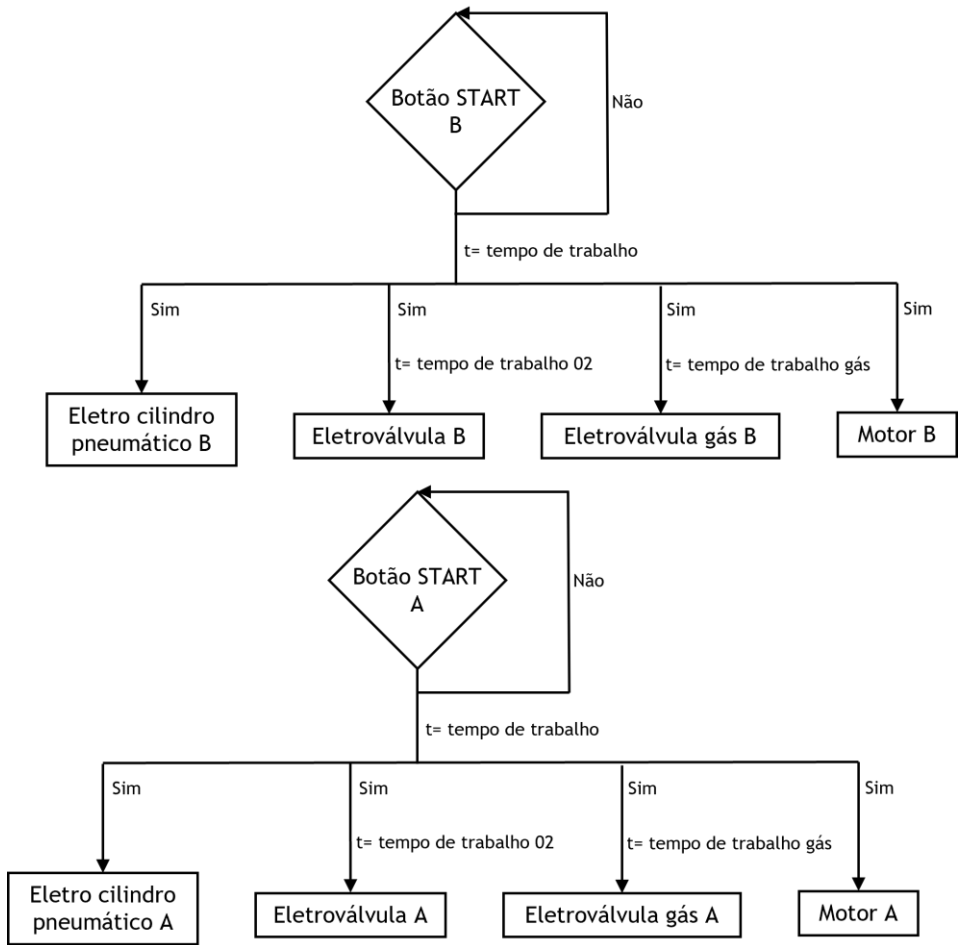 Botão START
B
Não
t= tempo de trabalho
Sim
Sim
Sim
Sim
t= tempo de trabalho 02
t= tempo de trabalho gás
Eletro cilindro
pneumático B
Eletroválvula B
Eletroválvula gás B
Motor B
Botão START
A
Não
t= tempo de trabalho
Sim
Sim
Sim
Sim
t= tempo de trabalho 02
t= tempo de trabalho gás
Eletro cilindro
pneumático A
Eletroválvula A
Eletroválvula gás A
Motor A